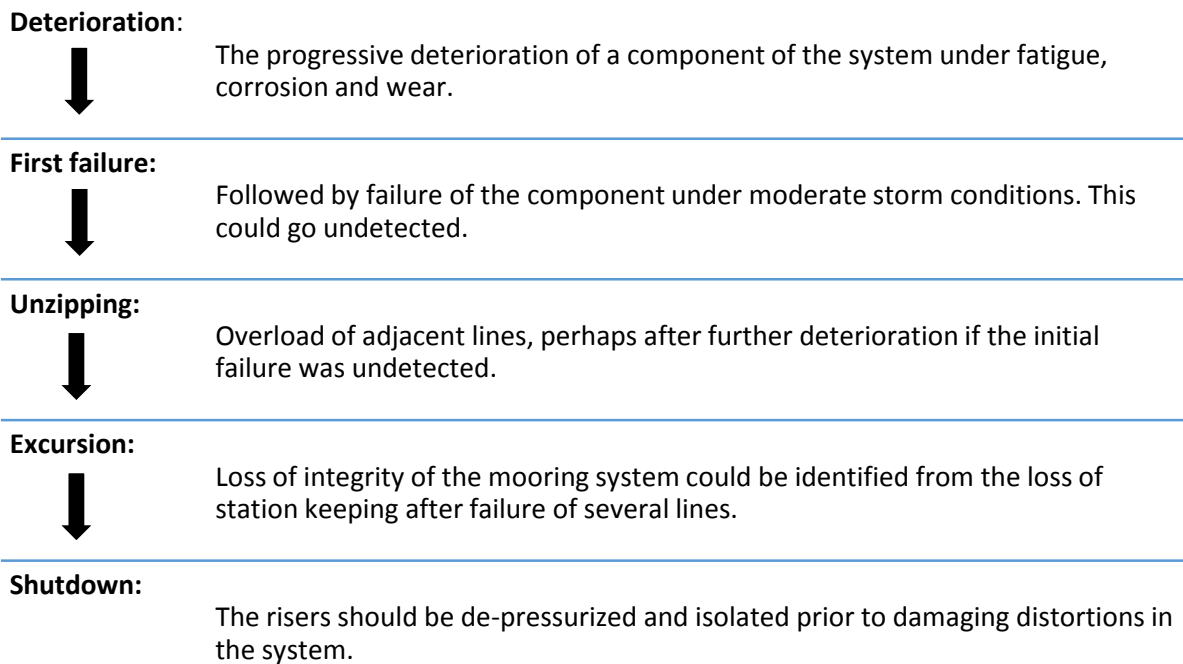 Deterioration:
The progressive deterioration of a component of the system under fatigue,
corrosion and wear.
First failure:
Followed by failure of the component under moderate storm conditions. This
could go undetected.
Unzipping:
Overload of adjacent lines, perhaps after further deterioration if the initial
failure was undetected.
Excursion:
Loss of integrity of the mooring system could be identified from the loss of
station keeping after failure of several lines.
Shutdown:
The risers should be de-pressurized and isolated prior to damaging distortions in
the system.